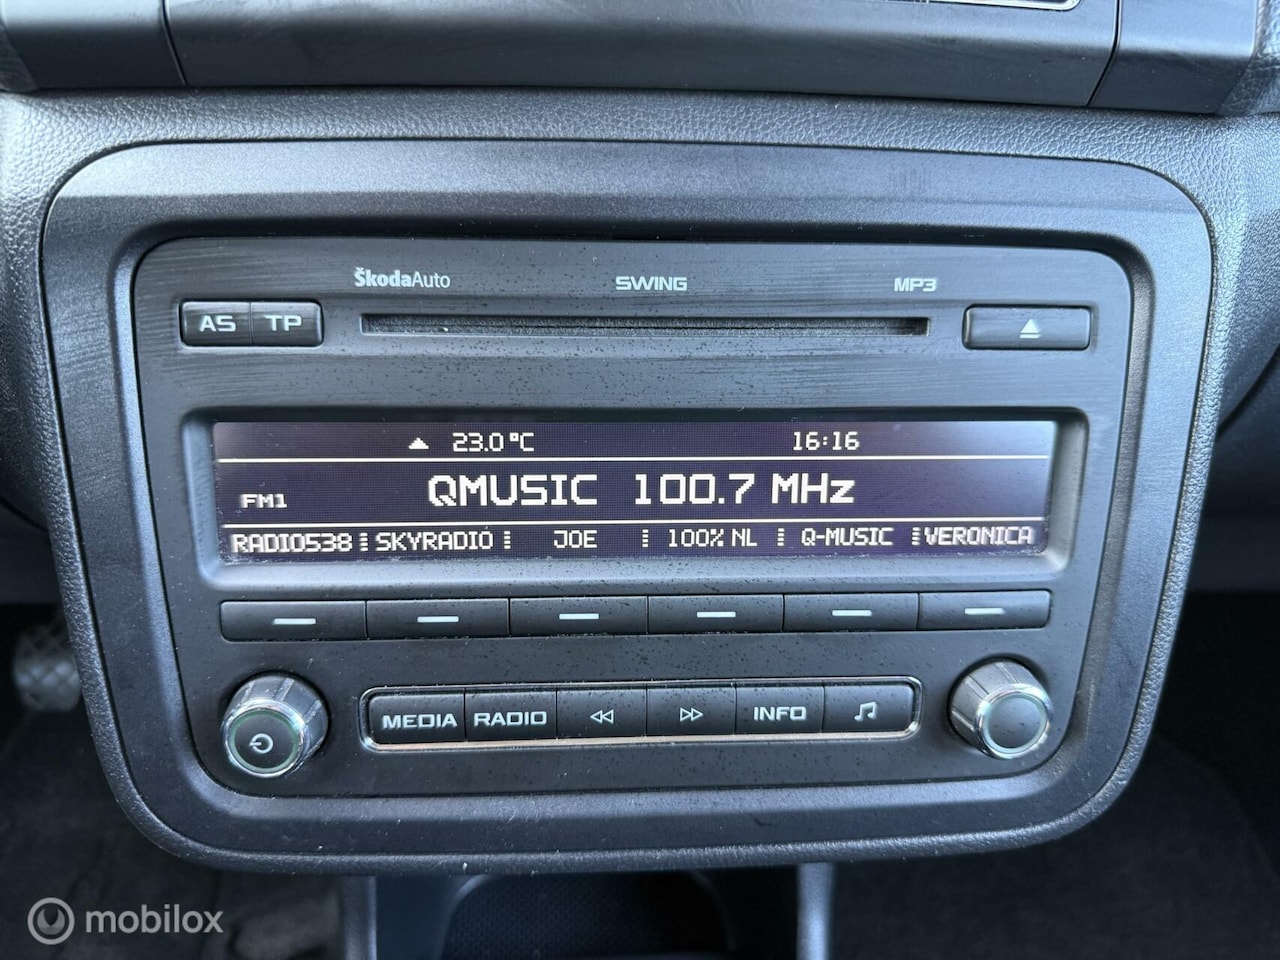 ŠkodaAuto SWING MP3
AS TP
23.0°C 16:16
FM1 QMUSIC 100.7 MHz
RADIO538 SKYRADIO JOE 100% NL Q-MUSIC VERONICA
MEDIA RADIO INFO
mobilox